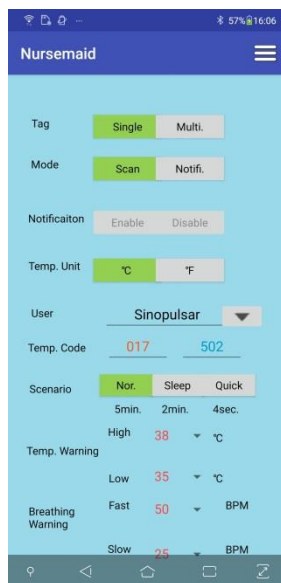 57% 16:06
Nursemaid
Tag Single Multi.
Mode Scan Notifi.
Notificaiton Enable Disable
Temp. Unit °C °F
User Sinopulsar
Temp. Code 017 502
Scenario Nor. Sleep Quick
5min. 2min. 4sec.
High 38 °C
Temp. Warning
Low 35 °C
Breathing Warning Fast 50 BPM
Slow 25 BPM